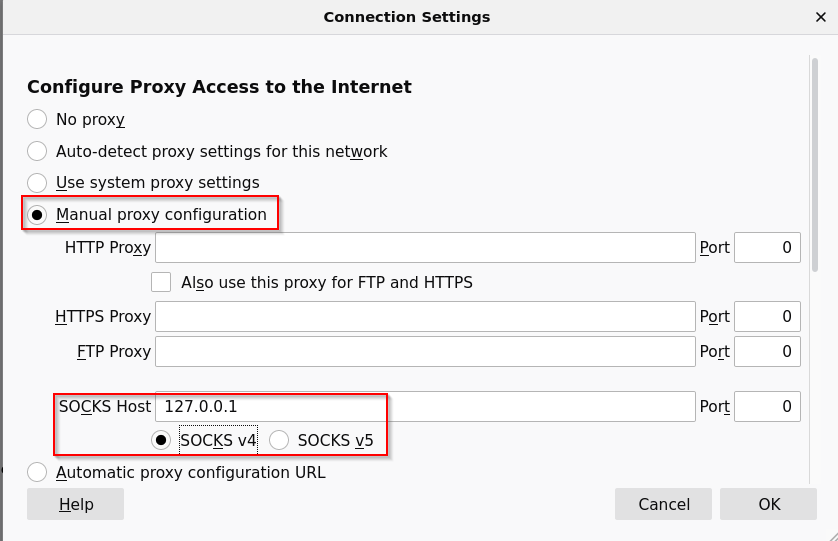 Connection Settings
Configure Proxy Access to the Internet
No proxy
Auto-detect proxy settings for this network
Use system proxy settings
Manual proxy configuration
HTTP Proxy Port 0
Also use this proxy for FTP and HTTPS
HTTPS Proxy Port 0
FTP Proxy Port 0
SOCKS Host 127.0.0.1 Port 0
SOCKS v4 SOCKS v5
Automatic proxy configuration URL
Help Cancel OK